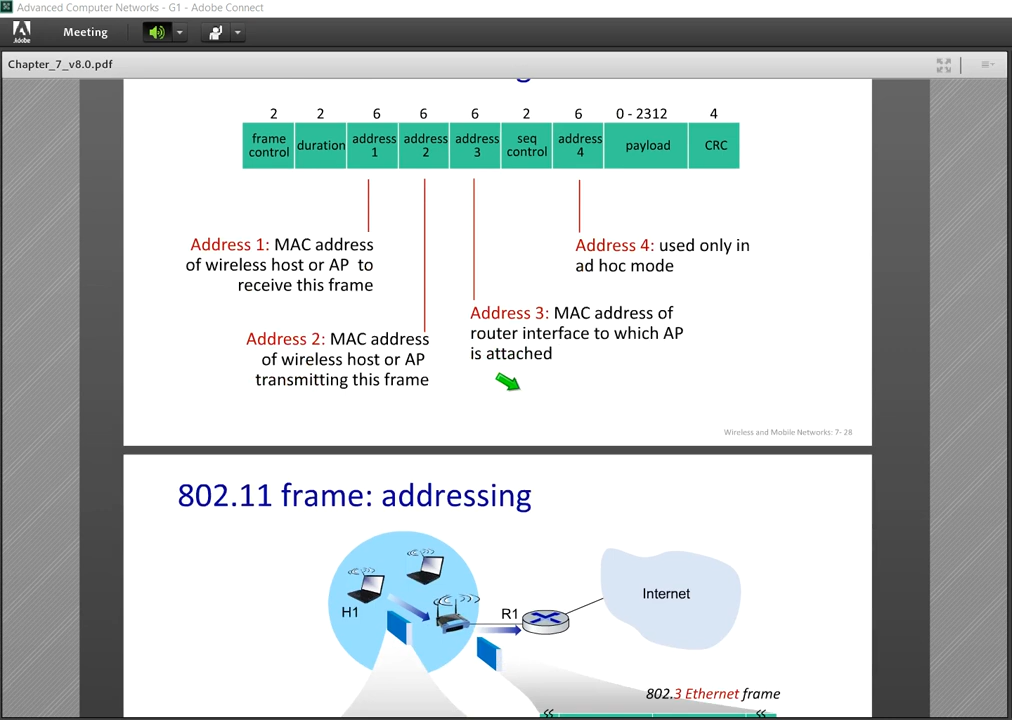 Advanced Computer Networks - G1 - Adobe Connect
Adobe
Meeting
Chapter_7_v8.0.pdf
2 2 6 6 6 2 6 0 - 2312 4
frame control duration address 1 address 2 address 3 seq control address 4 payload CRC
Address 1: MAC address
of wireless host or AP to
receive this frame
Address 2: MAC address
of wireless host or AP
transmitting this frame
Address 3: MAC address of
router interface to which AP
is attached
Address 4: used only in
ad hoc mode
Wireless and Mobile Networks: 7- 28
802.11 frame: addressing
H1
R1
Internet
802.3 Ethernet frame